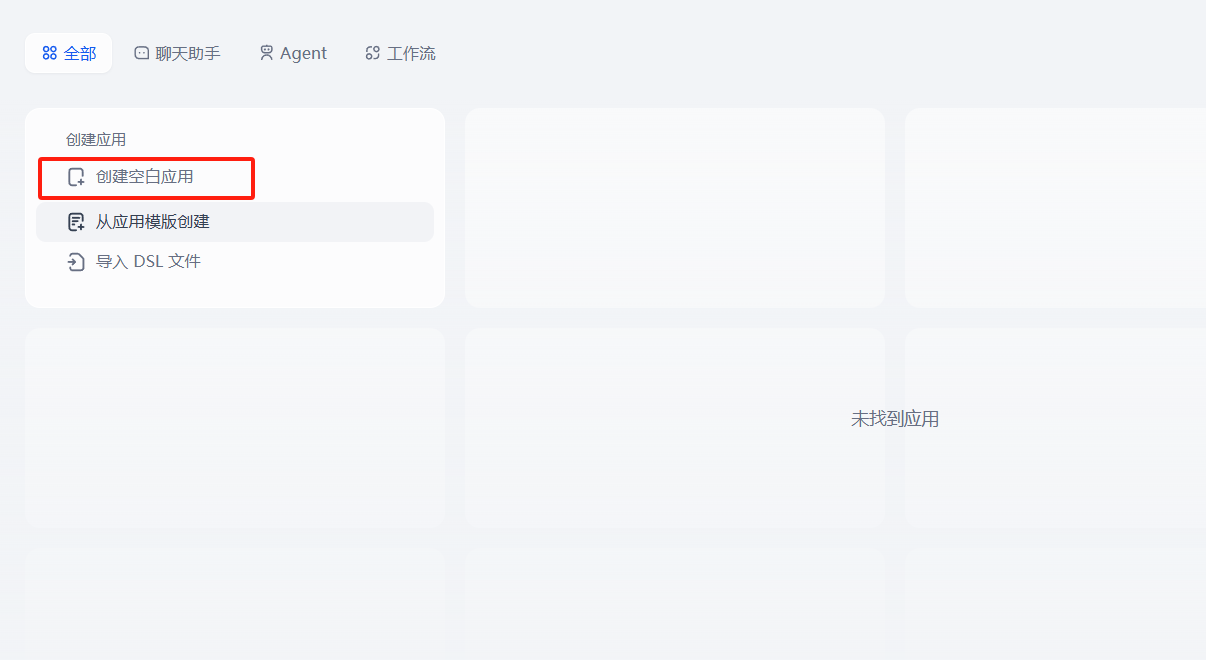 全部 聊天助手 Agent 工作流
创建应用
创建空白应用
从应用模版创建
导入 DSL 文件
未找到应用